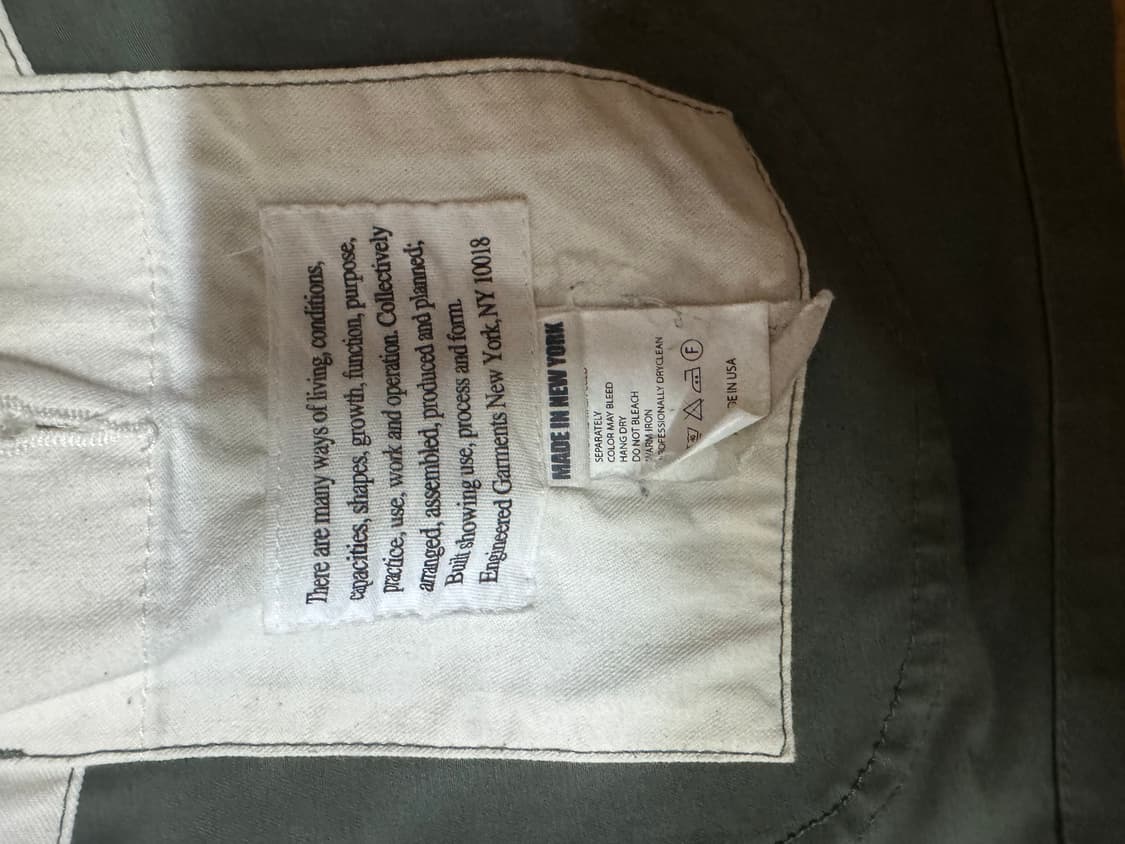 There are many ways of living, conditions,
capacities, shapes, growth, function, purpose,
practice, use, work and operation. Collectively
arranged, assembled, produced and planned;
Built showing use, process and form.
Engineered Garments New York, NY 10018
MADE IN NEW YORK
SEPARATELY
COLOR MAY BLEED
HANG DRY
DO NOT BLEACH
WARM IRON
PROFESSIONALLY DRYCLEAN
F
DE IN USA